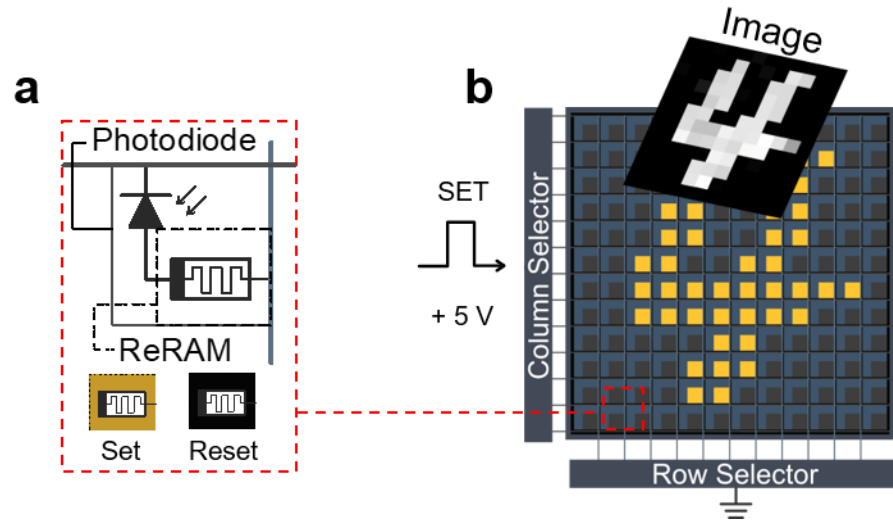 a
Photodiode
ReRAM
Set
Reset
b
Image
SET
+ 5 V
Column Selector
Row Selector